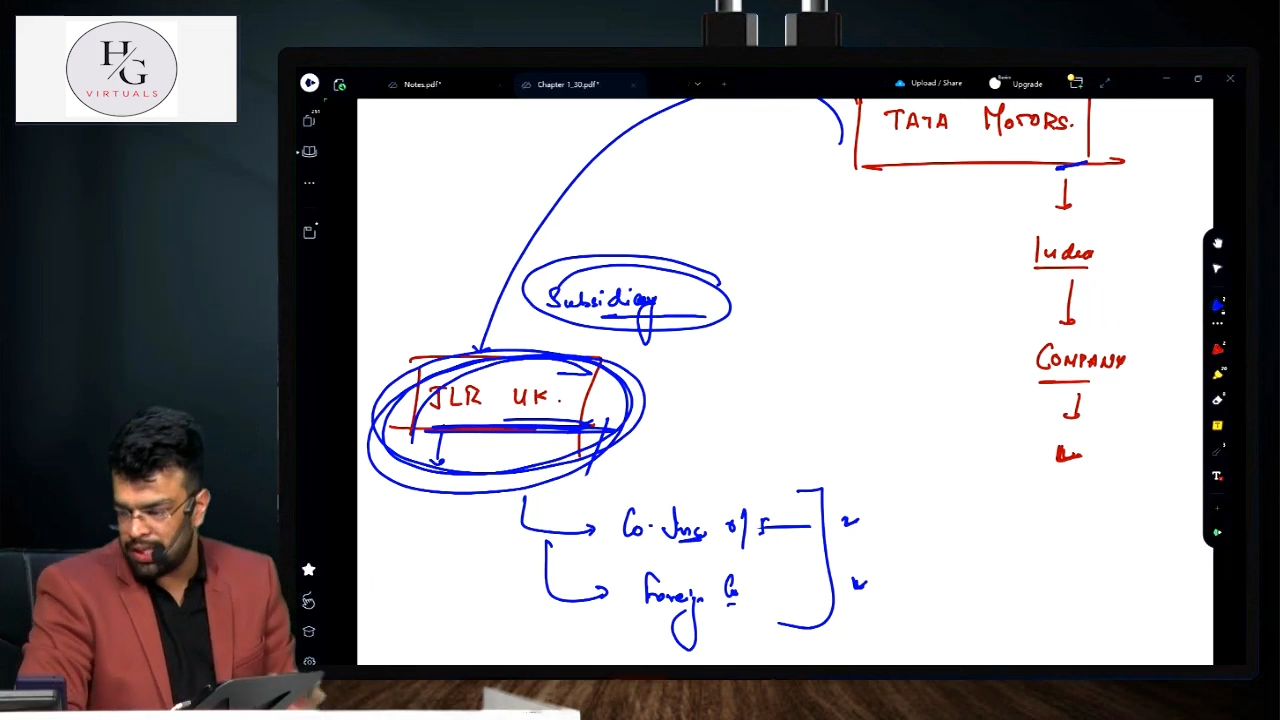 H/G
VIRTUALS
Notes.pdf*
Chapter 1_30.pdf*
Upload / Share
Upgrade
TATA MOTORS.
India
COMPANY
Subsidiary
JLR UK.
Co. Inc o/s I
Foreign Co